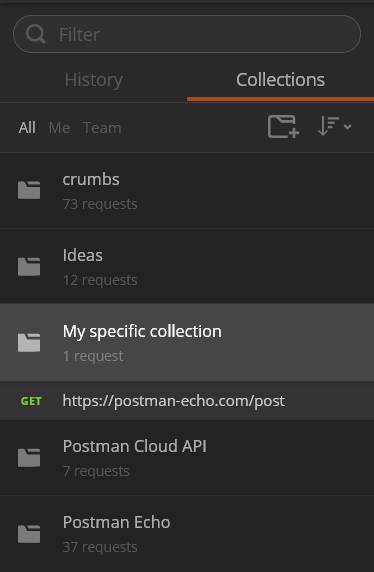 Filter
History Collections
All Me Team
crumbs
73 requests
Ideas
12 requests
My specific collection
1 request
GET https://postman-echo.com/post
Postman Cloud API
7 requests
Postman Echo
37 requests